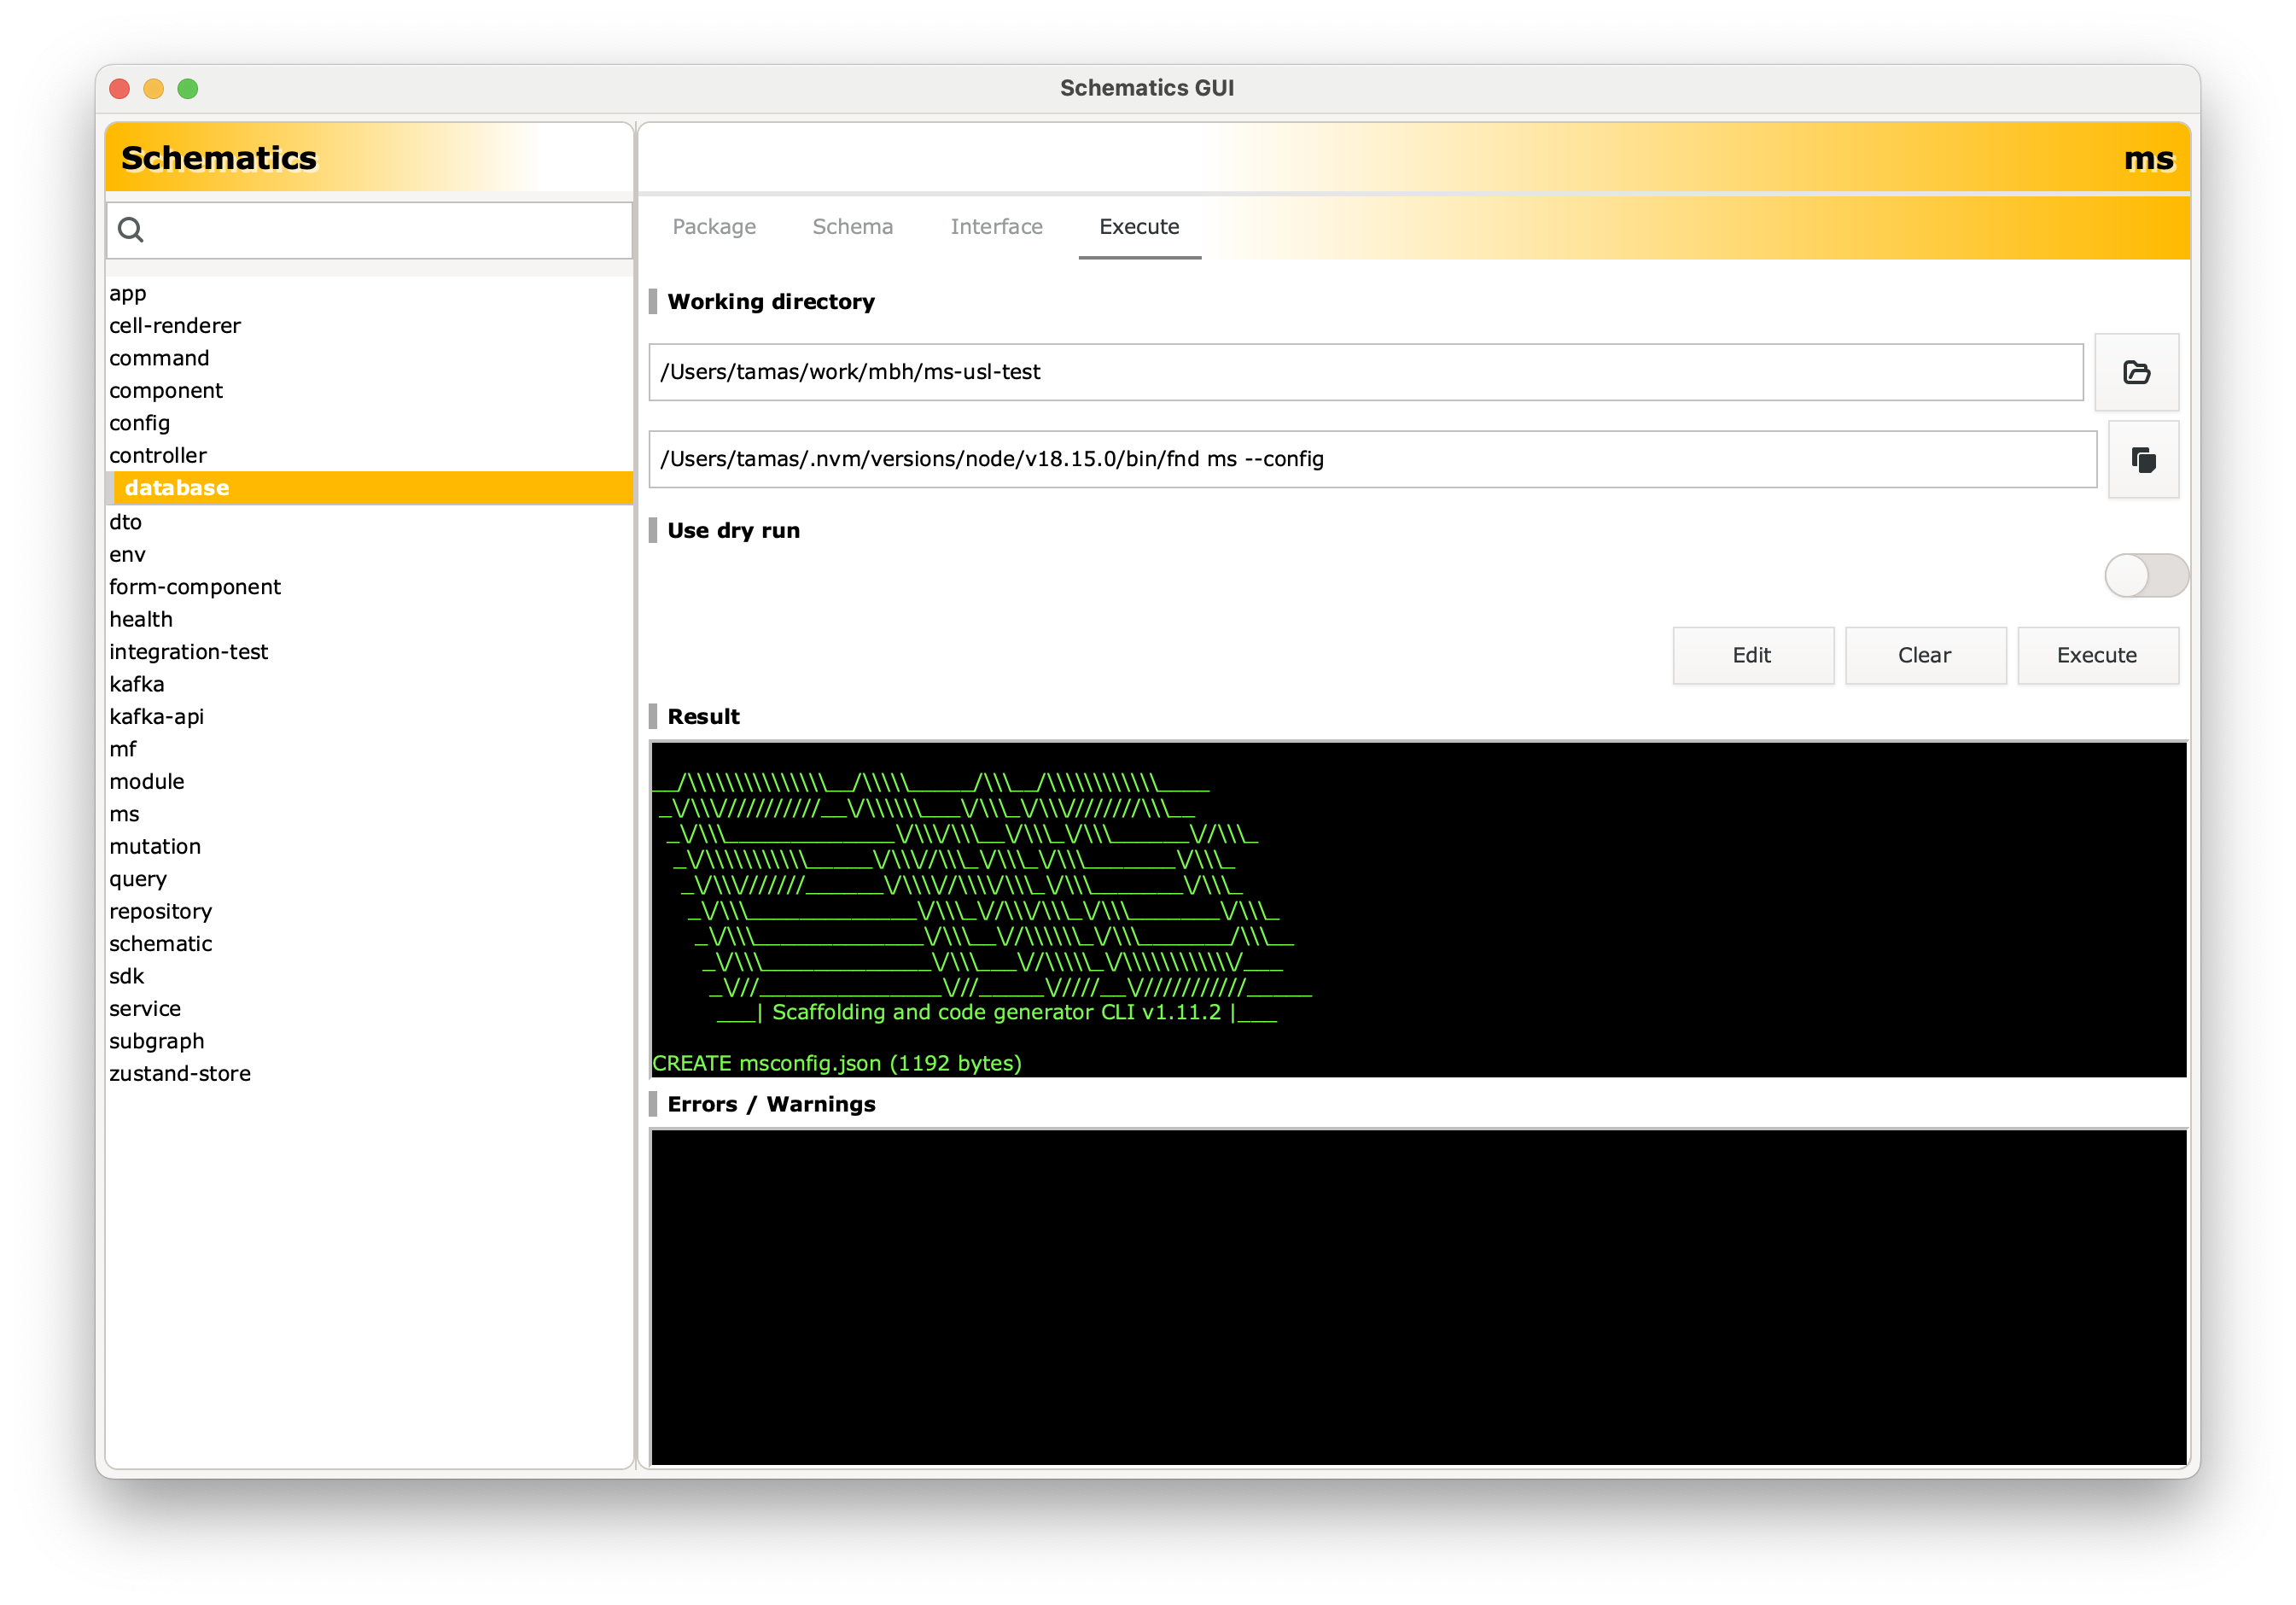 Schematics GUI
Schematics
app
cell-renderer
command
component
config
controller
database
dto
env
form-component
health
integration-test
kafka
kafka-api
mf
module
ms
mutation
query
repository
schematic
sdk
service
subgraph
zustand-store
ms
Package Schema Interface Execute
Working directory
/Users/tamas/work/mbh/ms-usl-test
/Users/tamas/.nvm/versions/node/v18.15.0/bin/fnd ms --config
Use dry run
Edit Clear Execute
Result
___| Scaffolding and code generator CLI v1.11.2 |___
CREATE msconfig.json (1192 bytes)
Errors / Warnings